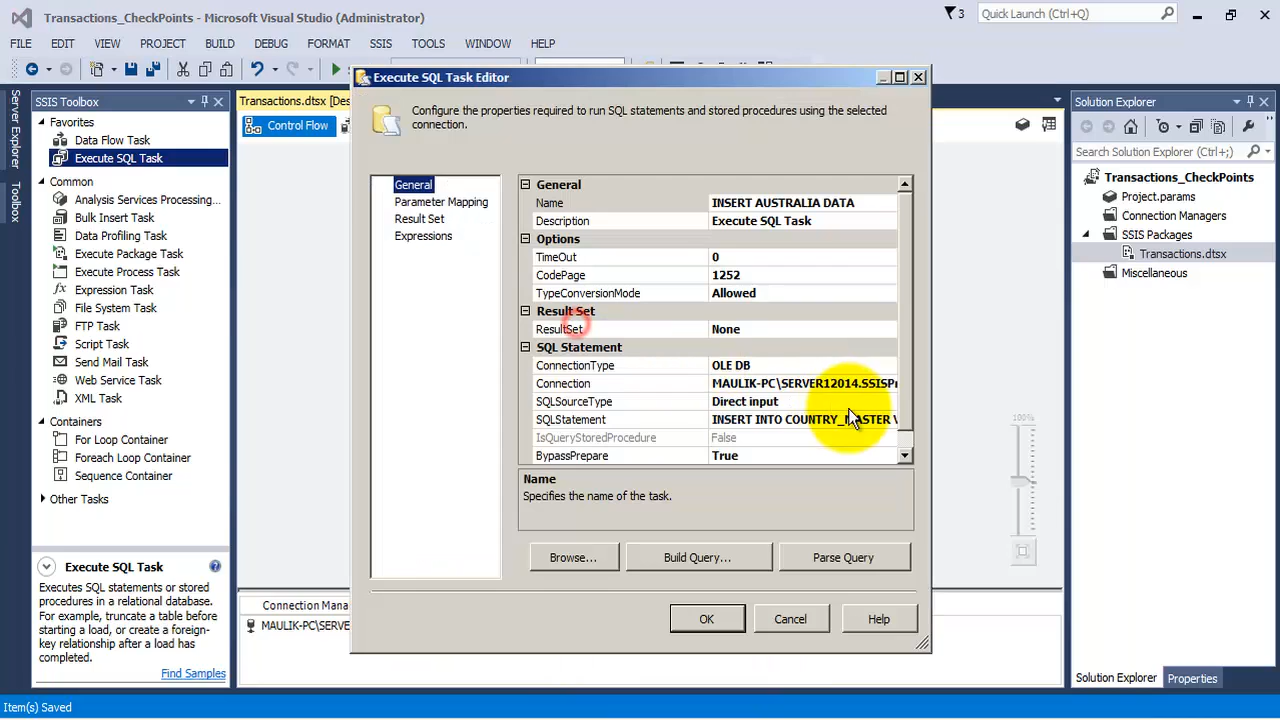 Transactions_CheckPoints - Microsoft Visual Studio (Administrator)
3
Quick Launch (Ctrl+Q)
FILE EDIT VIEW PROJECT BUILD DEBUG FORMAT SSIS TOOLS WINDOW HELP
Server Explorer
Toolbox
SSIS Toolbox
Favorites
Data Flow Task
Execute SQL Task
Common
Analysis Services Processing...
Bulk Insert Task
Data Profiling Task
Execute Package Task
Execute Process Task
Expression Task
File System Task
FTP Task
Script Task
Send Mail Task
Web Service Task
XML Task
Containers
For Loop Container
Foreach Loop Container
Sequence Container
Other Tasks
Execute SQL Task
Executes SQL statements or stored
procedures in a relational database.
For example, truncate a table before
starting a load, or create a foreign-
key relationship after a load has
completed.
Find Samples
Transactions.dtsx [Des
Control Flow
Connection Mana
MAULIK-PC\SERVE
100%
Execute SQL Task Editor
Configure the properties required to run SQL statements and stored procedures using the selected
connection.
General
Parameter Mapping
Result Set
Expressions
General
Name INSERT AUSTRALIA DATA
Description Execute SQL Task
Options
TimeOut 0
CodePage 1252
TypeConversionMode Allowed
Result Set
ResultSet None
SQL Statement
ConnectionType OLE DB
Connection MAULIK-PC\SERVER12014.SSISPr
SQLSourceType Direct input
SQLStatement INSERT INTO COUNTRY_MASTER V
IsQueryStoredProcedure False
BypassPrepare True
Name
Specifies the name of the task.
Browse... Build Query... Parse Query
OK Cancel Help
Solution Explorer
Search Solution Explorer (Ctrl+;)
Transactions_CheckPoints
Project.params
Connection Managers
SSIS Packages
Transactions.dtsx
Miscellaneous
Solution Explorer Properties
Item(s) Saved